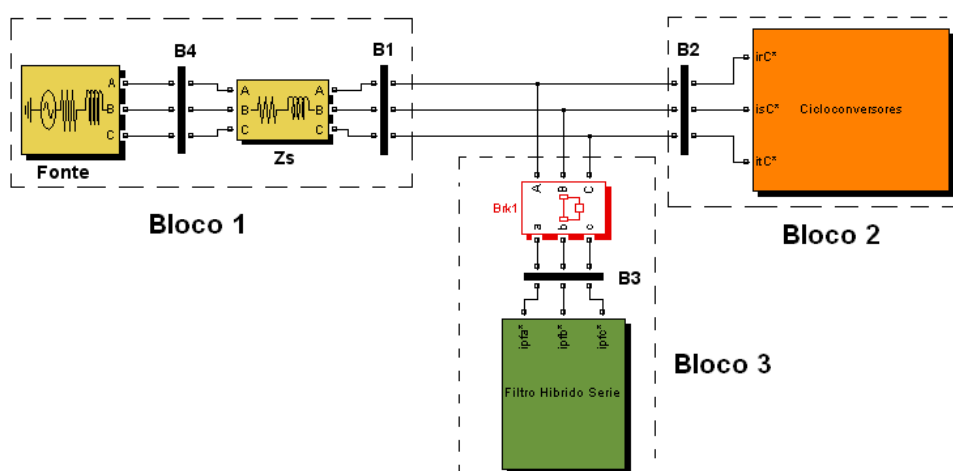 B4
B1
B2
A
B
C
Fonte
A
B
C
A
B
C
Zs
irC*
isC*
itC*
Cicloconversores
Bloco 1
Bloco 2
A
B
C
Brk1
a
b
c
B3
ipfa*
ipfb*
ipfc*
Filtro Hibrido Serie
Bloco 3